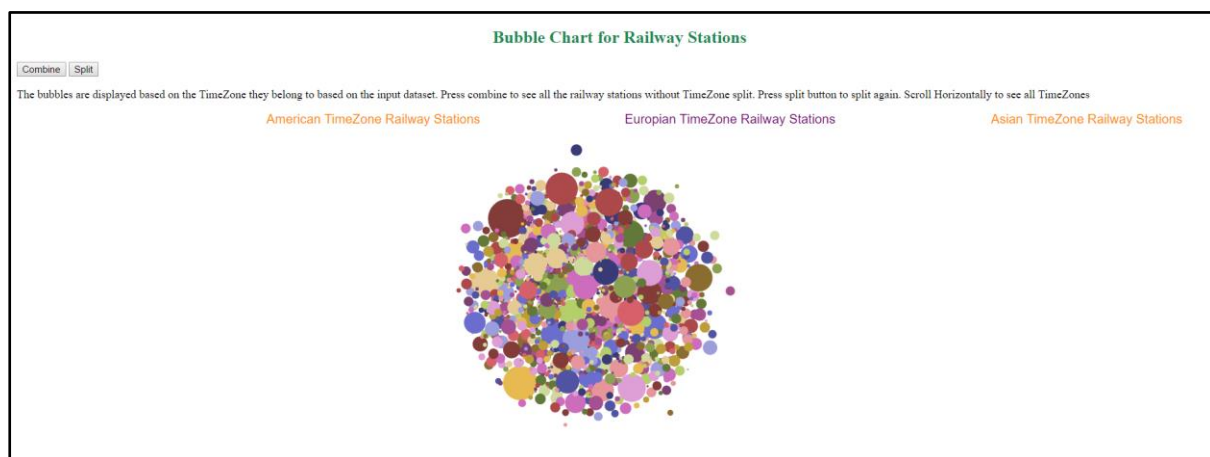 Bubble Chart for Railway Stations
Combine Split
The bubbles are displayed based on the TimeZone they belong to based on the input dataset. Press combine to see all the railway stations without TimeZone split. Press split button to split again. Scroll Horizontally to see all TimeZones
American TimeZone Railway Stations Europian TimeZone Railway Stations Asian TimeZone Railway Stations